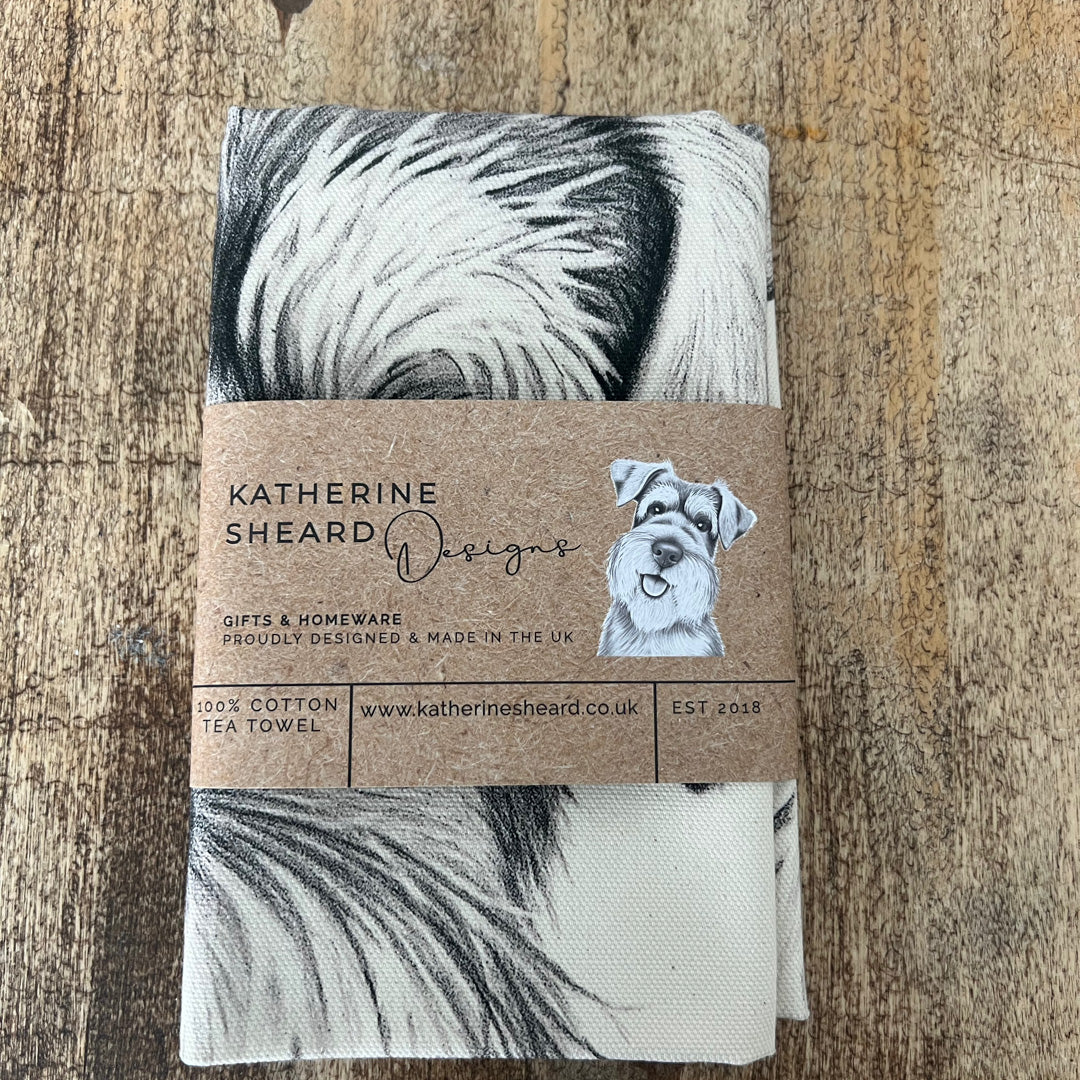 KATHERINE
SHEARD Designs
GIFTS & HOMEWARE
PROUDLY DESIGNED & MADE IN THE UK
100% COTTON
TEA TOWEL
www.katherinesheard.co.uk
EST 2018